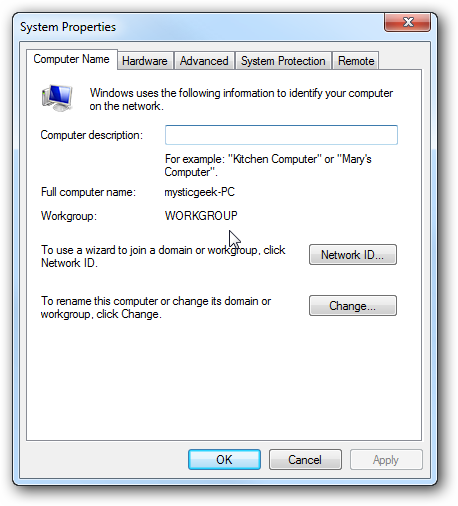 System Properties
Computer Name Hardware Advanced System Protection Remote
Windows uses the following information to identify your computer
on the network.
Computer description:
For example: "Kitchen Computer" or "Mary's
Computer".
Full computer name: mysticgeek-PC
Workgroup: WORKGROUP
To use a wizard to join a domain or workgroup, click
Network ID.
Network ID...
To rename this computer or change its domain or
workgroup, click Change.
Change...
OK Cancel Apply